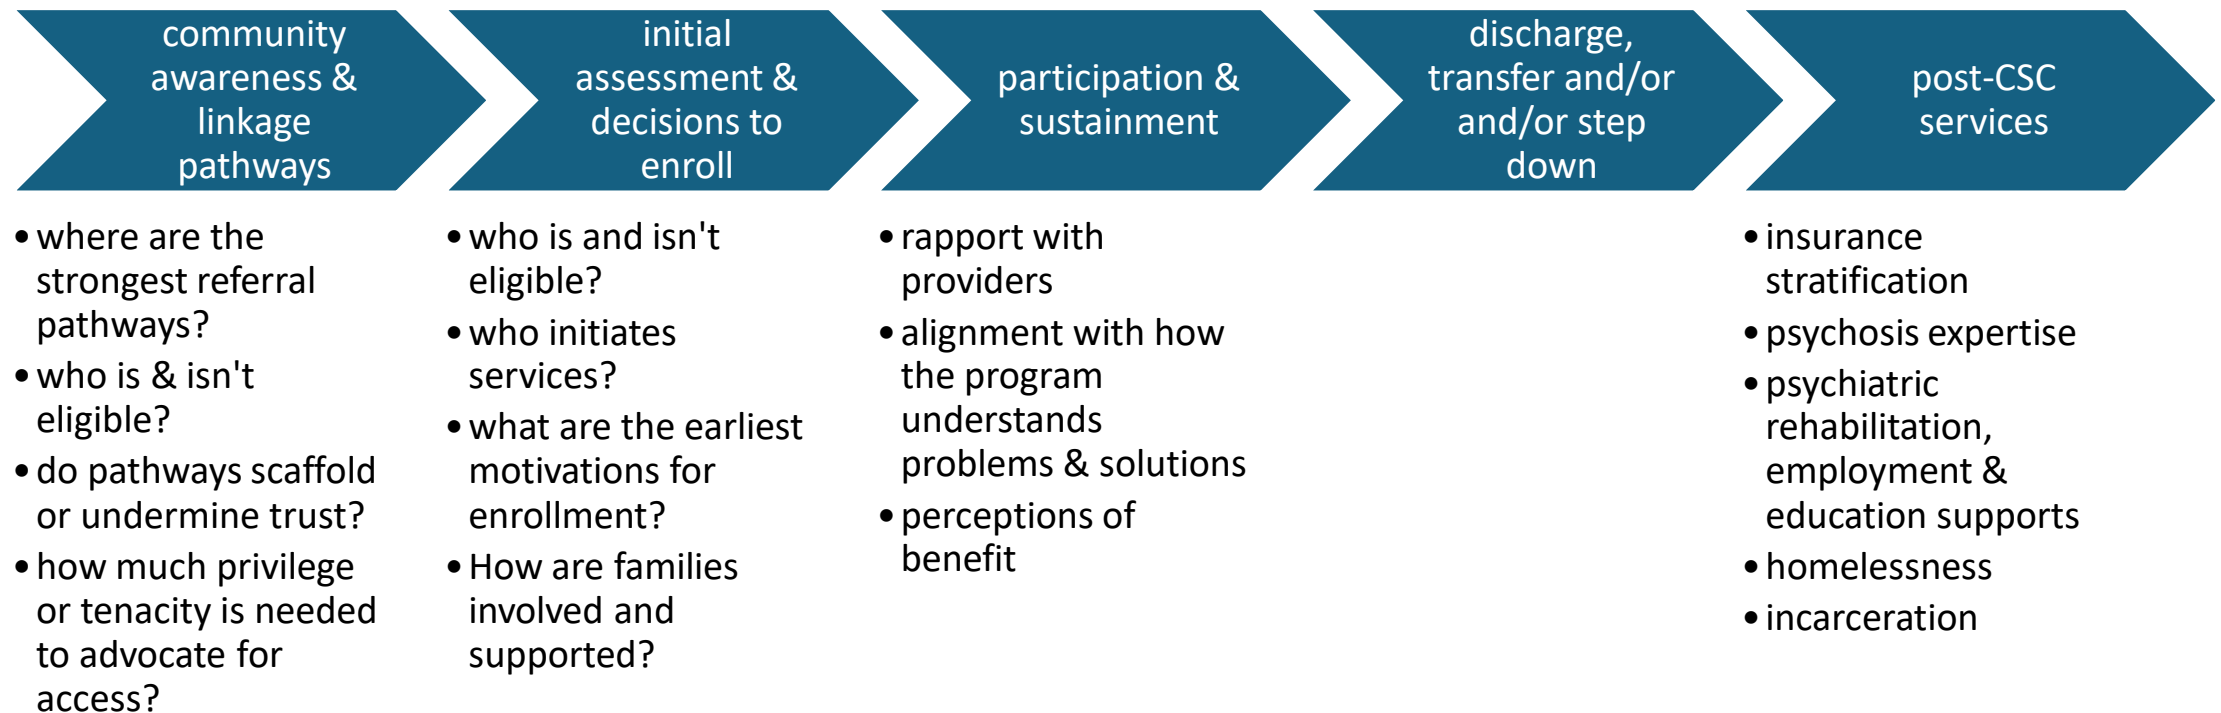 community
awareness &
linkage
pathways
initial
assessment &
decisions to
enroll
participation &
sustainment
discharge,
transfer and/or
and/or step
down
post-CSC
services
•where are the
strongest referral
pathways?
•who is & isn't
eligible?
•do pathways scaffold
or undermine trust?
•how much privilege
or tenacity is needed
to advocate for
access?
•who is and isn't
eligible?
•who initiates
services?
•what are the earliest
motivations for
enrollment?
•How are families
involved and
supported?
•rapport with
providers
•alignment with how
the program
understands
problems & solutions
•perceptions of
benefit
•insurance
stratification
•psychosis expertise
•psychiatric
rehabilitation,
employment &
education supports
•homelessness
•incarceration